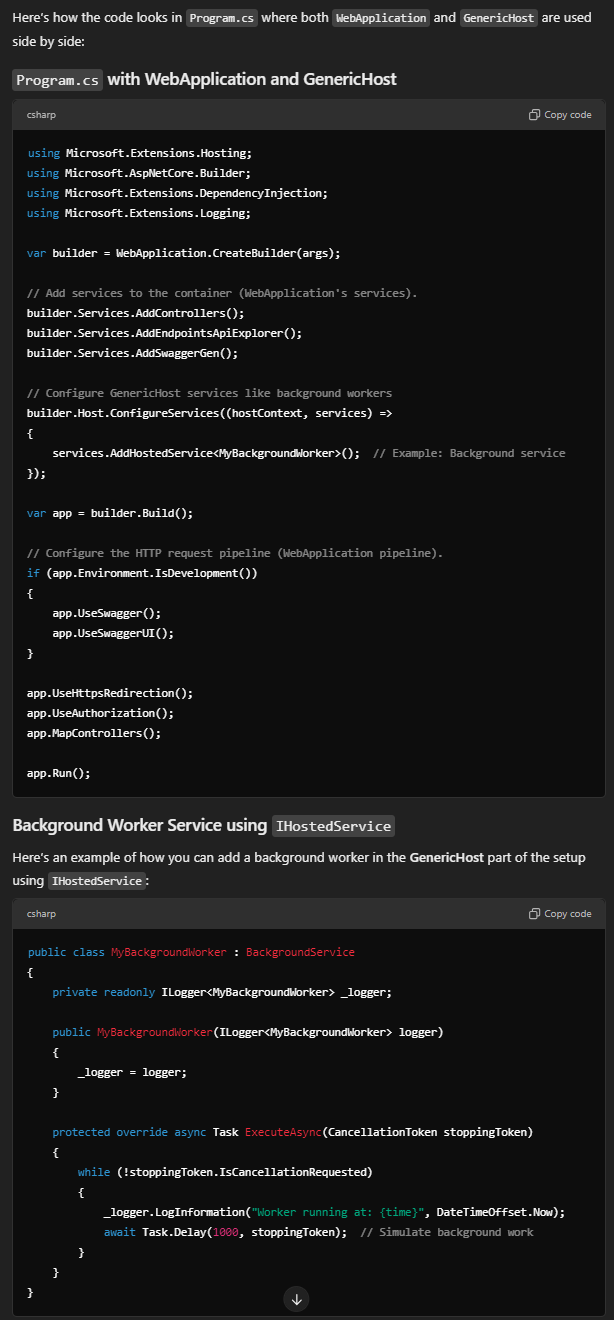 Here's how the code looks in Program.cs where both WebApplication and GenericHost are used
side by side:
Program.cs with WebApplication and GenericHost
csharp
Copy code
using Microsoft.Extensions.Hosting;
using Microsoft.AspNetCore.Builder;
using Microsoft.Extensions.DependencyInjection;
using Microsoft.Extensions.Logging;
var builder = WebApplication.CreateBuilder(args);
// Add services to the container (WebApplication's services).
builder.Services.AddControllers();
builder.Services.AddEndpointsApiExplorer();
builder.Services.AddSwaggerGen();
// Configure GenericHost services like background workers
builder.Host.ConfigureServices((hostContext, services) =>
{
    services.AddHostedService<MyBackgroundWorker>();  // Example: Background service
});
var app = builder.Build();
// Configure the HTTP request pipeline (WebApplication pipeline).
if (app.Environment.IsDevelopment())
{
    app.UseSwagger();
    app.UseSwaggerUI();
}
app.UseHttpsRedirection();
app.UseAuthorization();
app.MapControllers();
app.Run();
Background Worker Service using IHostedService
Here's an example of how you can add a background worker in the GenericHost part of the setup
using IHostedService:
csharp
Copy code
public class MyBackgroundWorker : BackgroundService
{
    private readonly ILogger<MyBackgroundWorker> _logger;
    public MyBackgroundWorker(ILogger<MyBackgroundWorker> logger)
    {
        _logger = logger;
    }
    protected override async Task ExecuteAsync(CancellationToken stoppingToken)
    {
        while (!stoppingToken.IsCancellationRequested)
        {
            _logger.LogInformation("Worker running at: {time}", DateTimeOffset.Now);
            await Task.Delay(1000, stoppingToken);  // Simulate background work
        }
    }
}